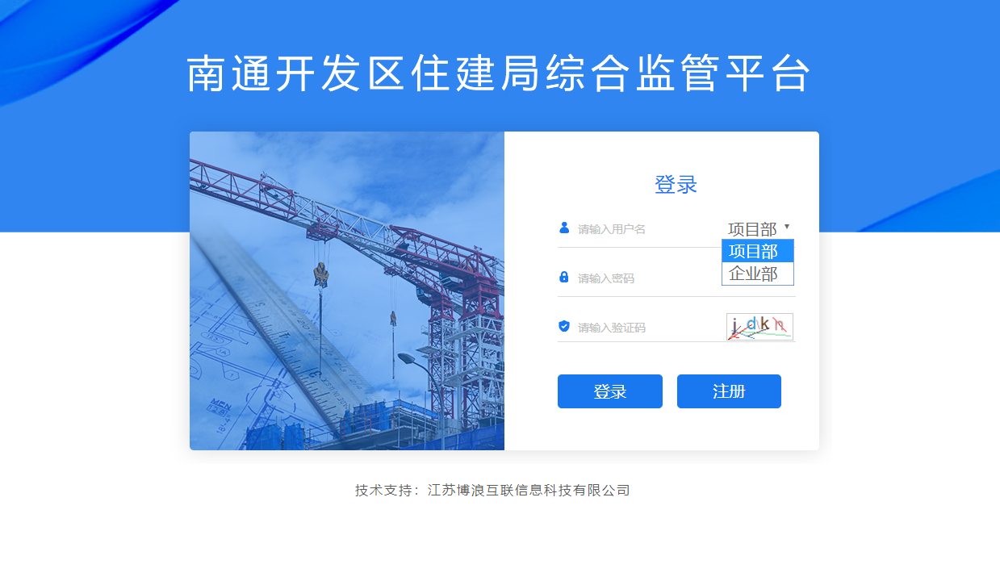 南通开发区住建局综合监管平台
登录
请输入用户名
项目部
项目部
企业部
请输入密码
请输入验证码
jdkh
登录
注册
技术支持：江苏博浪互联信息科技有限公司